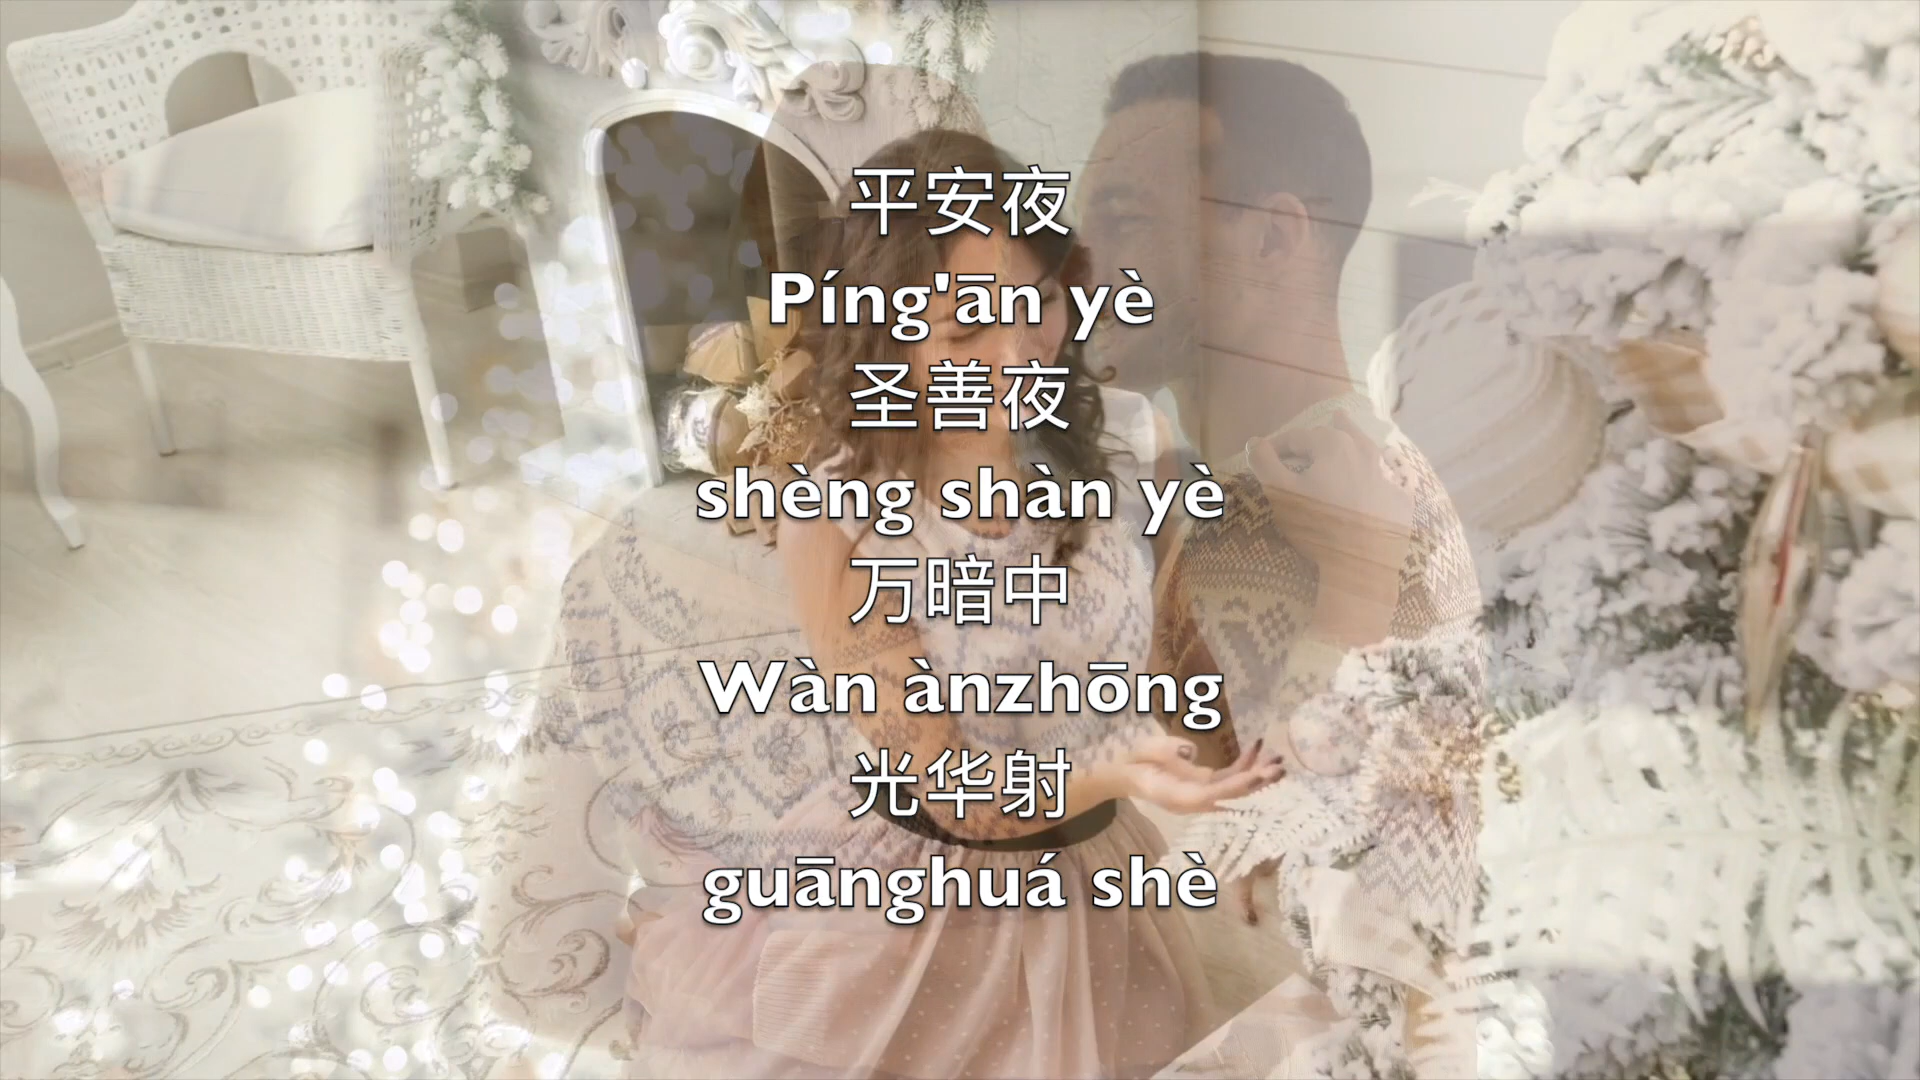 平安夜
Píng'ān yè
圣善夜
shèng shàn yè
万暗中
Wàn ànzhōng
光华射
guānghuá shè